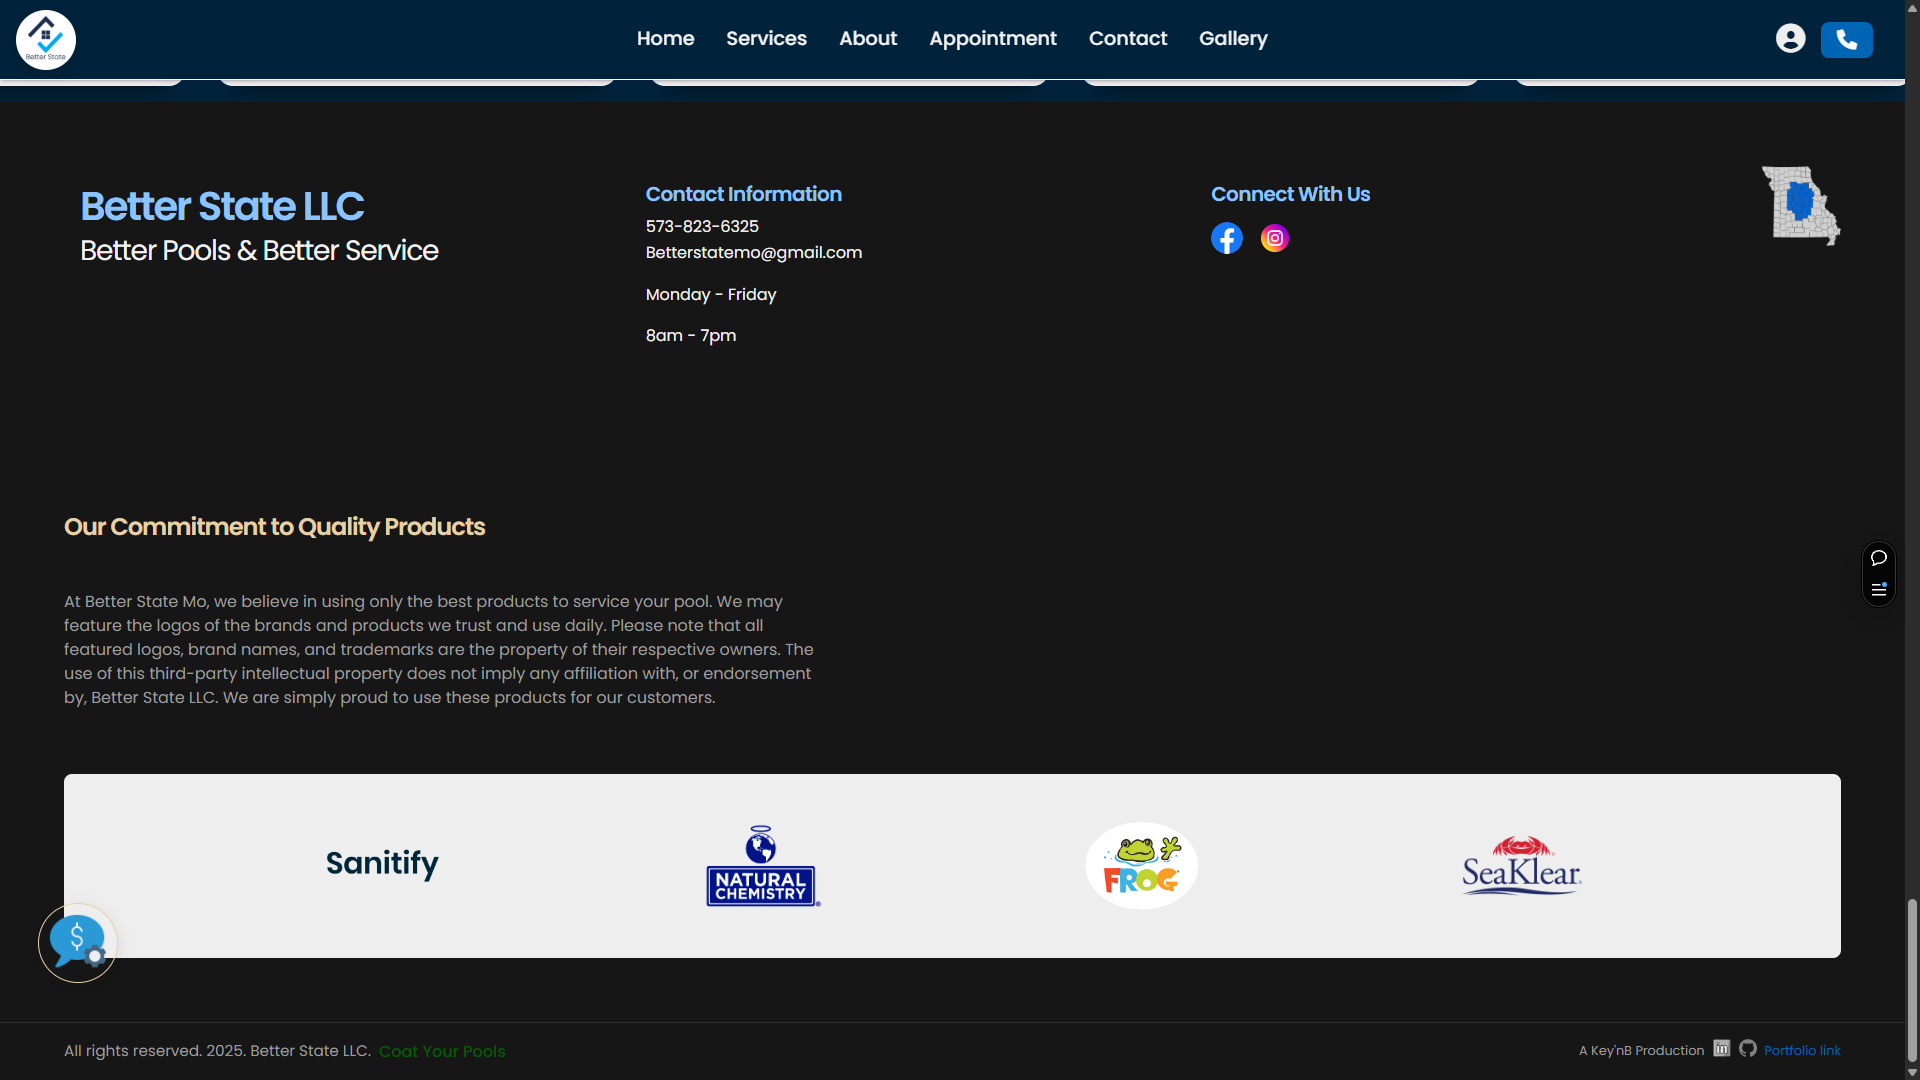 Better State
Home Services About Appointment Contact Gallery
Better State LLC
Better Pools & Better Service
Contact Information
573-823-6325
Betterstatemo@gmail.com
Monday - Friday
8am - 7pm
Connect With Us
Our Commitment to Quality Products
At Better State Mo, we believe in using only the best products to service your pool. We may
feature the logos of the brands and products we trust and use daily. Please note that all
featured logos, brand names, and trademarks are the property of their respective owners. The
use of this third-party intellectual property does not imply any affiliation with, or endorsement
by, Better State LLC. We are simply proud to use these products for our customers.
Sanitify
NATURAL
CHEMISTRY®
FROG
SeaKlear®
$
All rights reserved. 2025. Better State LLC. Coat Your Pools
A Key'nB Production in Portfolio link